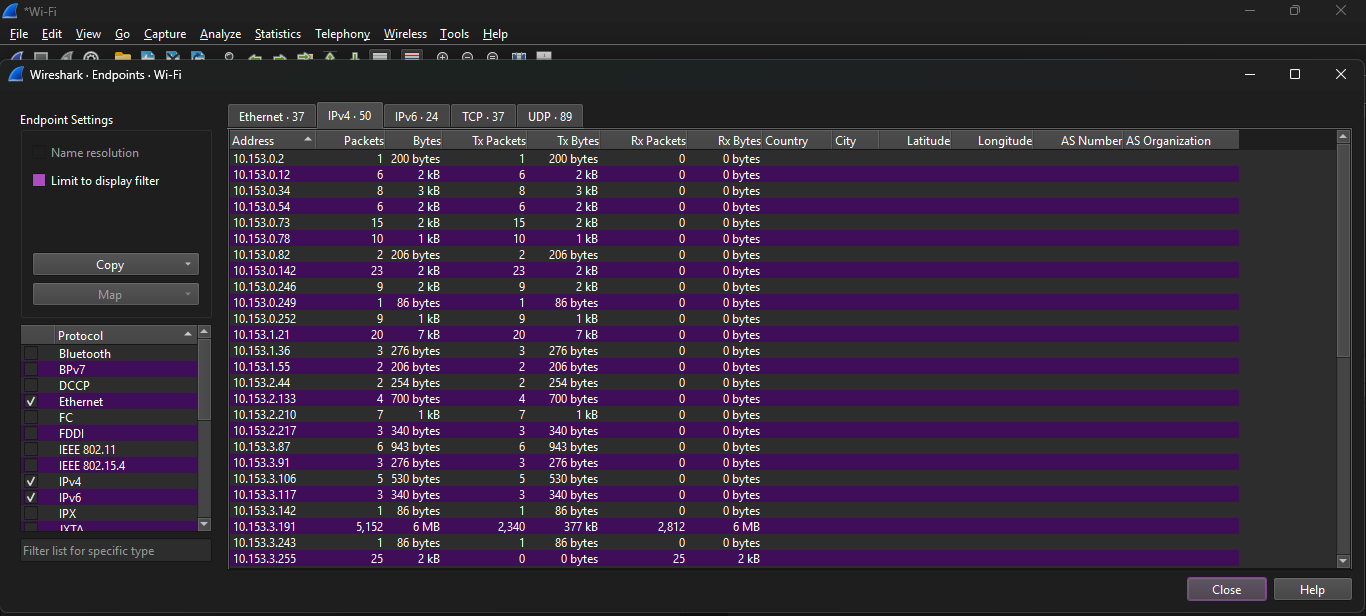 *Wi-Fi
File Edit View Go Capture Analyze Statistics Telephony Wireless Tools Help
Wireshark · Endpoints · Wi-Fi
Endpoint Settings
Name resolution
Limit to display filter
Copy
Map
Protocol
Bluetooth
BPv7
DCCP
Ethernet
FC
FDDI
IEEE 802.11
IEEE 802.15.4
IPv4
IPv6
IPX
JXTA
Filter list for specific type
Ethernet · 37 IPv4 · 50 IPv6 · 24 TCP · 37 UDP · 89
Address Packets Bytes Tx Packets Tx Bytes Rx Packets Rx Bytes Country City Latitude Longitude AS Number AS Organization
10.153.0.2 1 200 bytes 1 200 bytes 0 0 bytes
10.153.0.12 6 2 kB 6 2 kB 0 0 bytes
10.153.0.34 8 3 kB 8 3 kB 0 0 bytes
10.153.0.54 6 2 kB 6 2 kB 0 0 bytes
10.153.0.73 15 2 kB 15 2 kB 0 0 bytes
10.153.0.78 10 1 kB 10 1 kB 0 0 bytes
10.153.0.82 2 206 bytes 2 206 bytes 0 0 bytes
10.153.0.142 23 2 kB 23 2 kB 0 0 bytes
10.153.0.246 9 2 kB 9 2 kB 0 0 bytes
10.153.0.249 1 86 bytes 1 86 bytes 0 0 bytes
10.153.0.252 9 1 kB 9 1 kB 0 0 bytes
10.153.1.21 20 7 kB 20 7 kB 0 0 bytes
10.153.1.36 3 276 bytes 3 276 bytes 0 0 bytes
10.153.1.55 2 206 bytes 2 206 bytes 0 0 bytes
10.153.2.44 2 254 bytes 2 254 bytes 0 0 bytes
10.153.2.133 4 700 bytes 4 700 bytes 0 0 bytes
10.153.2.210 7 1 kB 7 1 kB 0 0 bytes
10.153.2.217 3 340 bytes 3 340 bytes 0 0 bytes
10.153.3.87 6 943 bytes 6 943 bytes 0 0 bytes
10.153.3.91 3 276 bytes 3 276 bytes 0 0 bytes
10.153.3.106 5 530 bytes 5 530 bytes 0 0 bytes
10.153.3.117 3 340 bytes 3 340 bytes 0 0 bytes
10.153.3.142 1 86 bytes 1 86 bytes 0 0 bytes
10.153.3.191 5,152 6 MB 2,340 377 kB 2,812 6 MB
10.153.3.243 1 86 bytes 1 86 bytes 0 0 bytes
10.153.3.255 25 2 kB 0 0 bytes 25 2 kB
Close Help